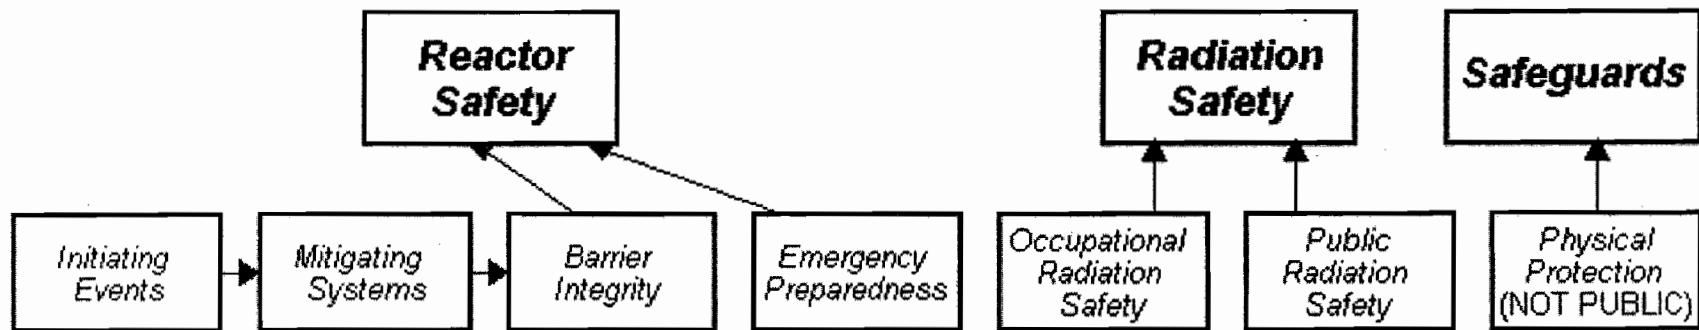 Reactor
Safety
Radiation
Safety
Safeguards
Initiating
Events
Mitigating
Systems
Barrier
Integrity
Emergency
Preparedness
Occupational
Radiation
Safety
Public
Radiation
Safety
Physical
Protection
(NOT PUBLIC)